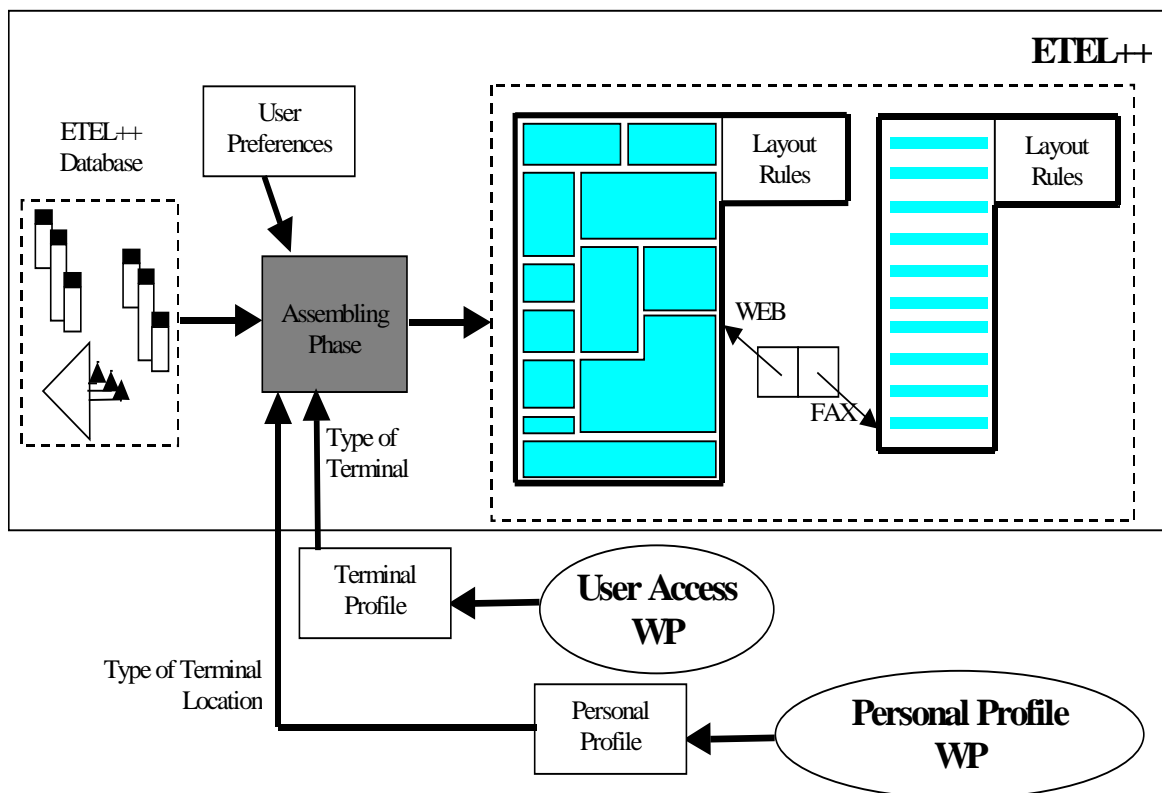 ETEL++
User
Preferences
ETEL++
Database
Layout
Rules
Layout
Rules
Assembling
Phase
WEB
FAX
Type of
Terminal
Terminal
Profile
User Access
WP
Type of Terminal
Location
Personal
Profile
Personal Profile
WP